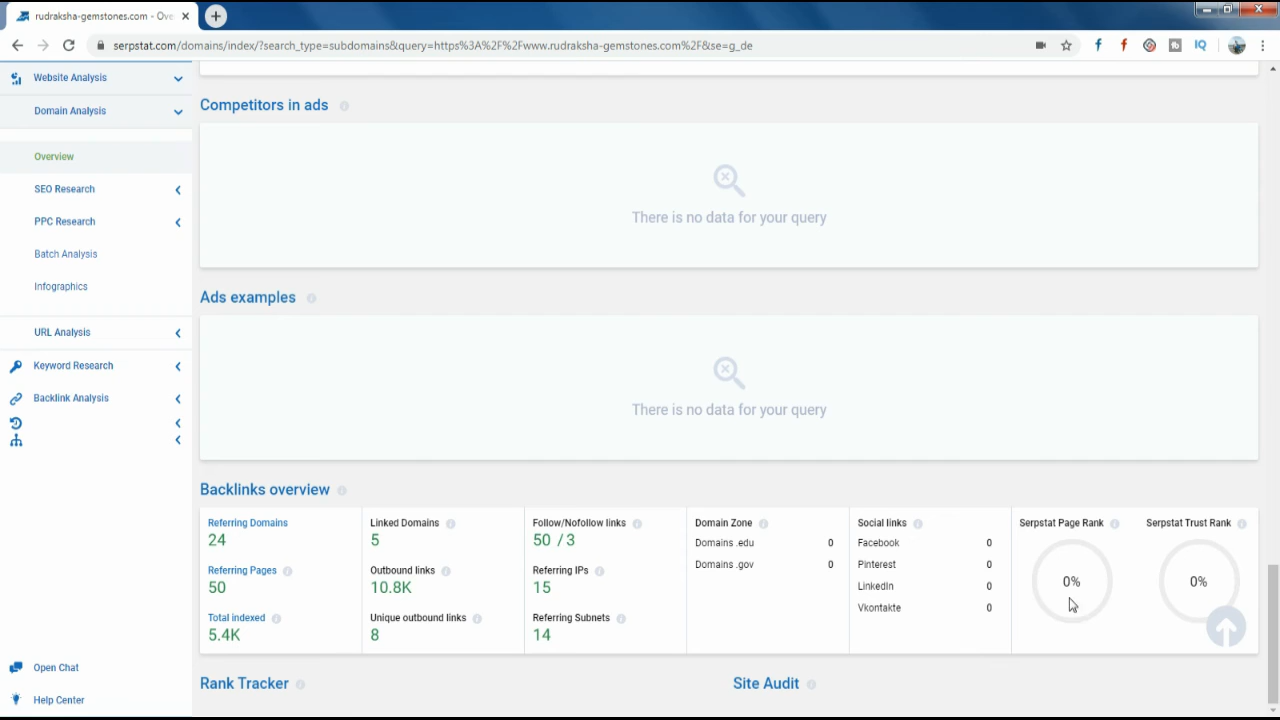 rudraksha-gemstones.com - Ove
serpstat.com/domains/index/?search_type=subdomains&query=https%3A%2F%2Fwww.rudraksha-gemstones.com%2F&se=g_de
IQ
Website Analysis
Domain Analysis
Overview
SEO Research
PPC Research
Batch Analysis
Infographics
URL Analysis
Keyword Research
Backlink Analysis
Open Chat
Help Center
Competitors in ads
There is no data for your query
Ads examples
There is no data for your query
Backlinks overview
Referring Domains
24
Referring Pages
50
Total indexed
5.4K
Linked Domains
5
Outbound links
10.8K
Unique outbound links
8
Follow/Nofollow links
50 / 3
Referring IPs
15
Referring Subnets
14
Domain Zone
Domains .edu 0
Domains .gov 0
Social links
Facebook 0
Pinterest 0
LinkedIn 0
Vkontakte 0
Serpstat Page Rank
0%
Serpstat Trust Rank
0%
Rank Tracker
Site Audit